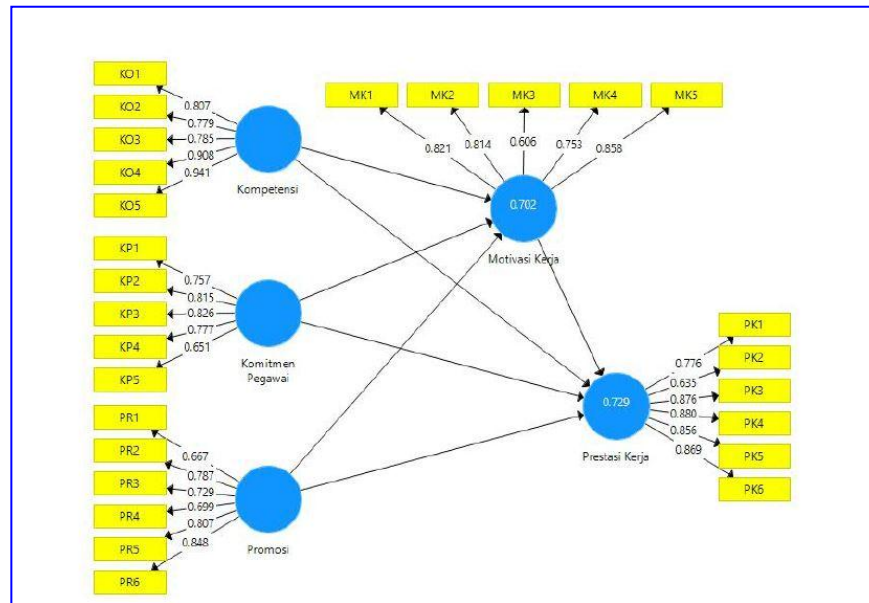 KO1
KO2
KO3
KO4
KO5
0.807
0.779
0.785
0.908
0.941
Kompetensi
MK1
MK2
MK3
MK4
MK5
0.821
0.814
0.606
0.753
0.858
0.702
Motivasi Kerja
KP1
KP2
KP3
KP4
KP5
0.757
0.815
0.826
0.777
0.651
Komitmen
Pegawai
PK1
PK2
PK3
PK4
PK5
PK6
0.776
0.635
0.876
0.880
0.856
0.869
0.729
Prestasi Kerja
PR1
PR2
PR3
PR4
PR5
PR6
0.667
0.787
0.729
0.699
0.807
0.848
Promosi